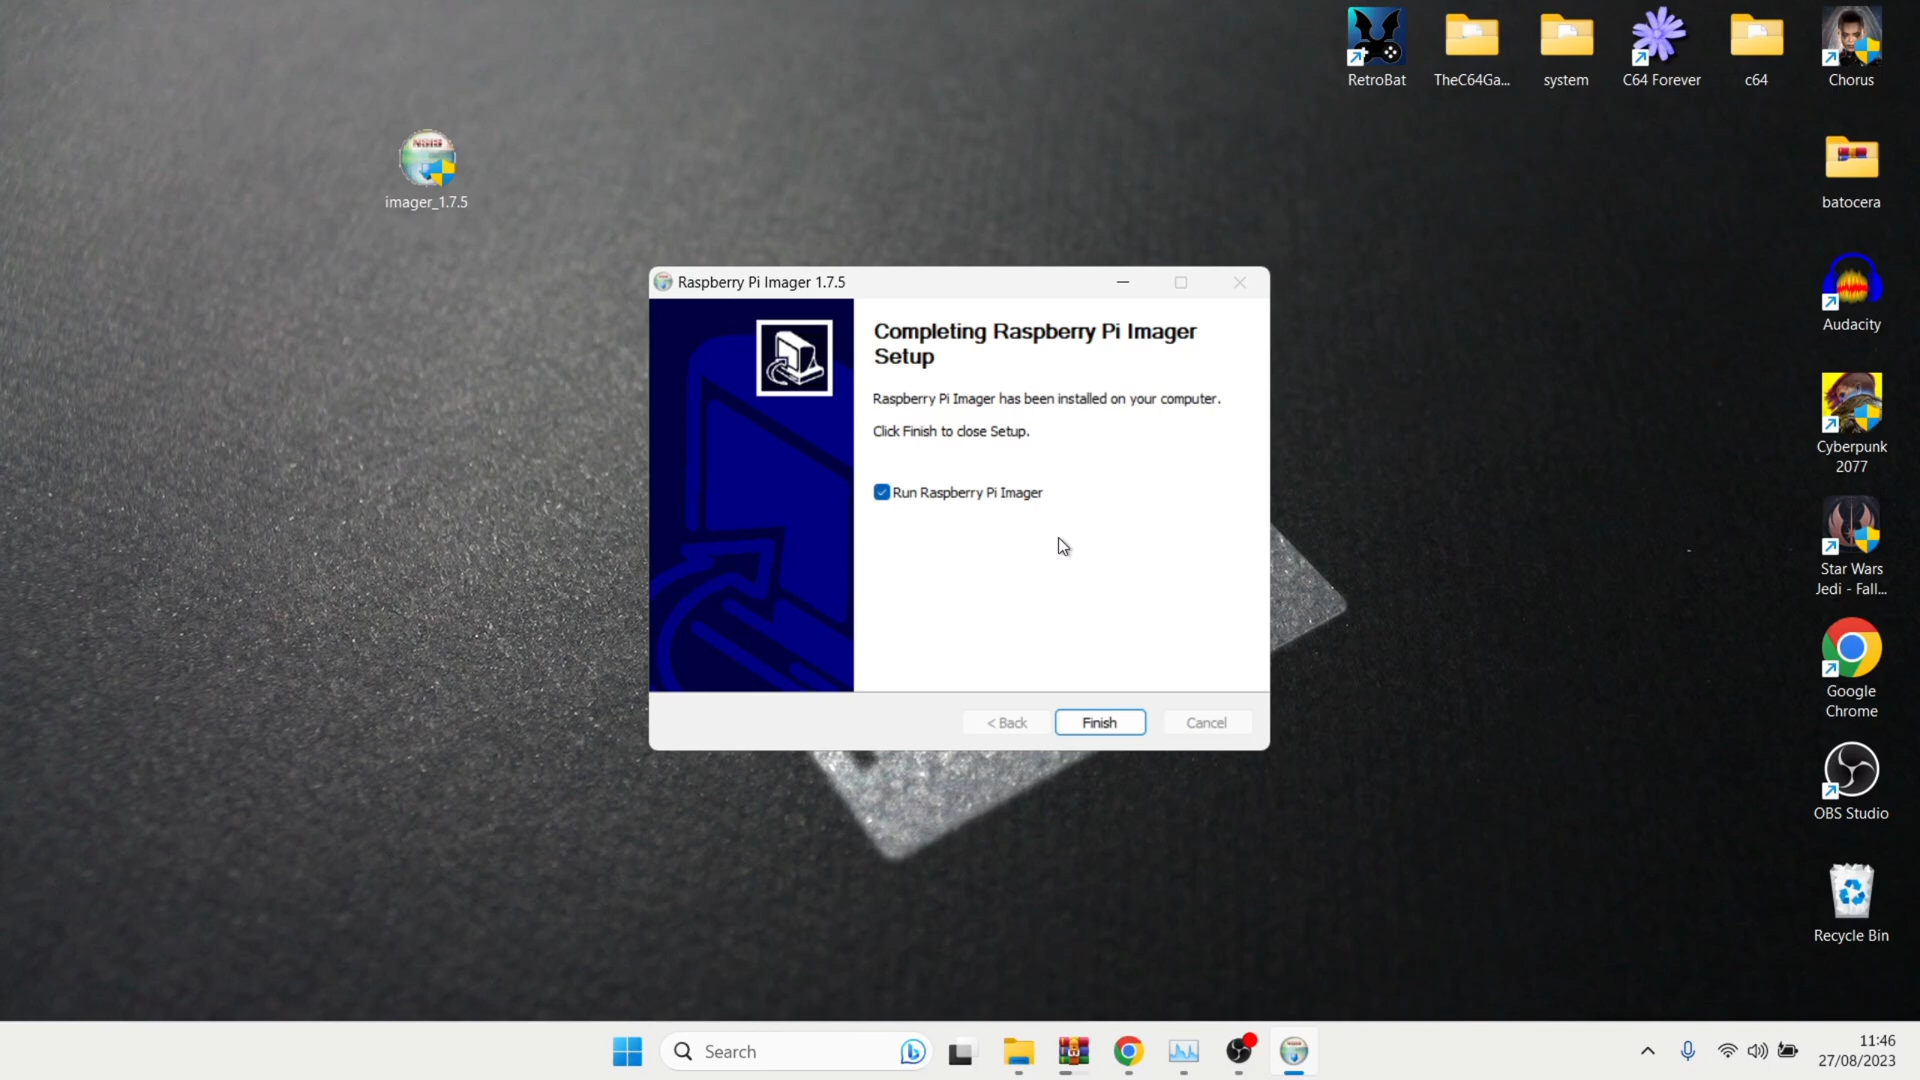 RetroBat
TheC64Ga...
system
C64 Forever
c64
Chorus
NSIS
imager_1.7.5
batocera
Audacity
Cyberpunk
2077
Star Wars
Jedi - Fall...
Google
Chrome
OBS Studio
Recycle Bin
Raspberry Pi Imager 1.7.5
Completing Raspberry Pi Imager
Setup
Raspberry Pi Imager has been installed on your computer.
Click Finish to close Setup.
Run Raspberry Pi Imager
< Back
Finish
Cancel
Search
11:46
27/08/2023